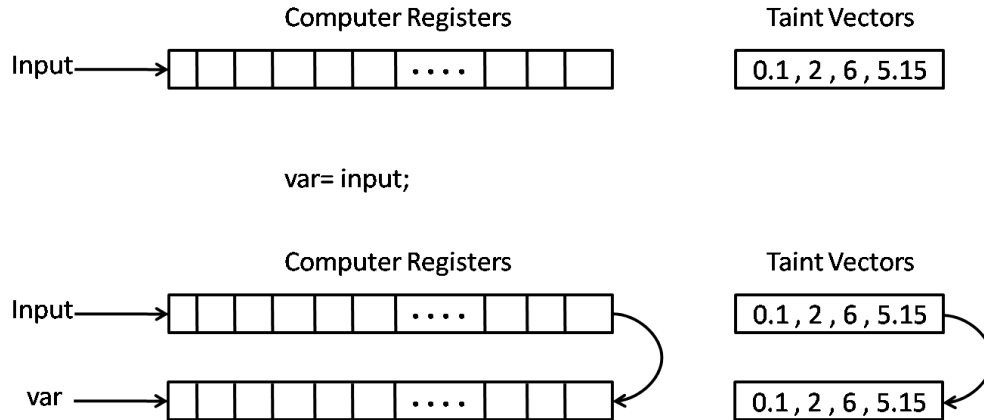 Computer Registers Taint Vectors
Input .... 0.1 , 2 , 6 , 5.15
var= input;
Computer Registers Taint Vectors
Input .... 0.1 , 2 , 6 , 5.15
var .... 0.1 , 2 , 6 , 5.15